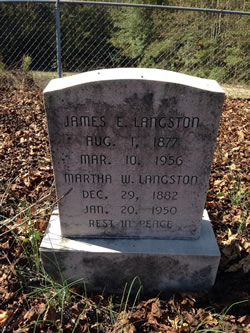 JAMES E. LANGSTON
AUG. 1, 1877
MAR. 10, 1956
MARTHA W. LANGSTON
DEC. 29, 1882
JAN. 20, 1950
REST IN PEACE